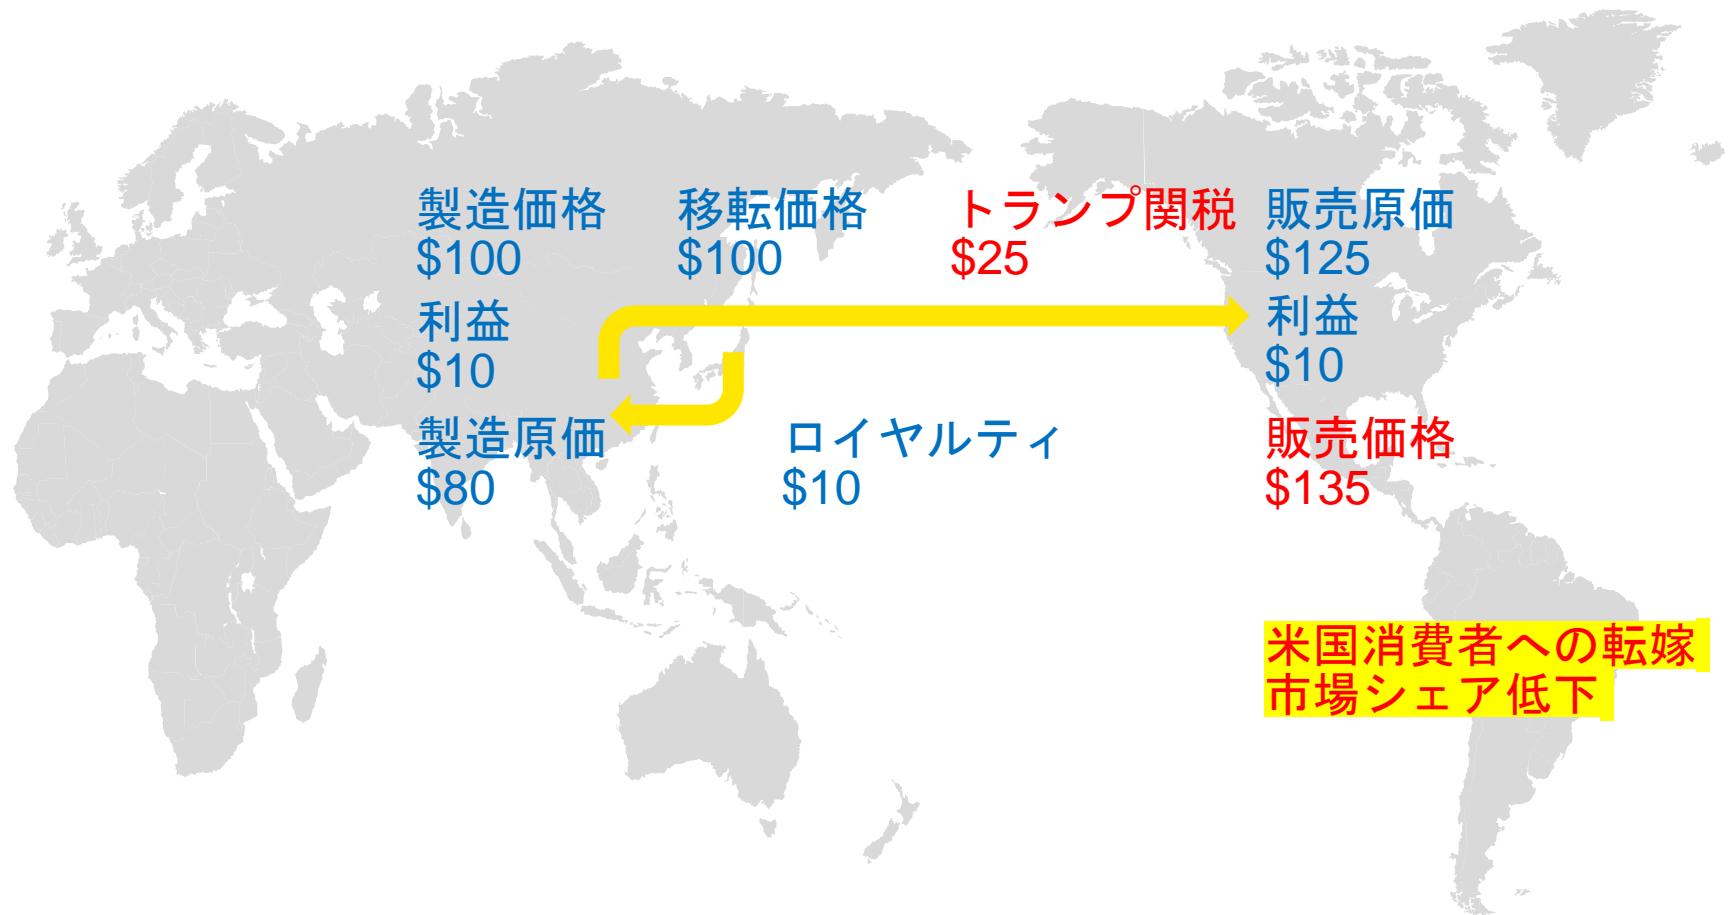 製造価格
$100
利益
$10
製造原価
$80
移転価格
$100
ロイヤルティ
$10
トランプ関税
$25
販売原価
$125
利益
$10
販売価格
$135
米国消費者への転嫁
市場シェア低下